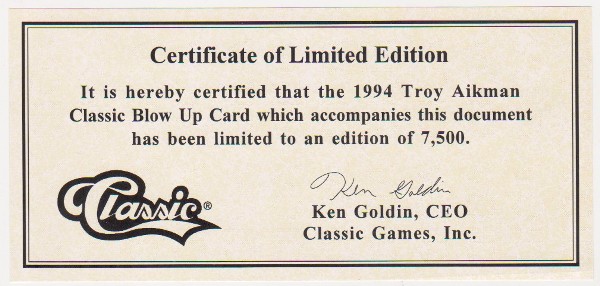 Certificate of Limited Edition
It is hereby certified that the 1994 Troy Aikman
Classic Blow Up Card which accompanies this document
has been limited to an edition of 7,500.
Classic®
Ken Goldin
Ken Goldin, CEO
Classic Games, Inc.